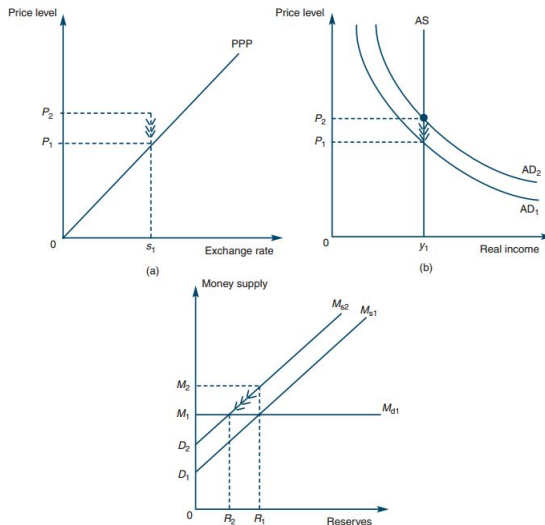 Price level
PPP
P2
P1
0
s1
Exchange rate
(a)
Price level
AS
P2
P1
AD2
AD1
0
y1
Real income
(b)
Money supply
Ms2
Ms1
M2
M1
Md1
D2
D1
0
R2
R1
Reserves